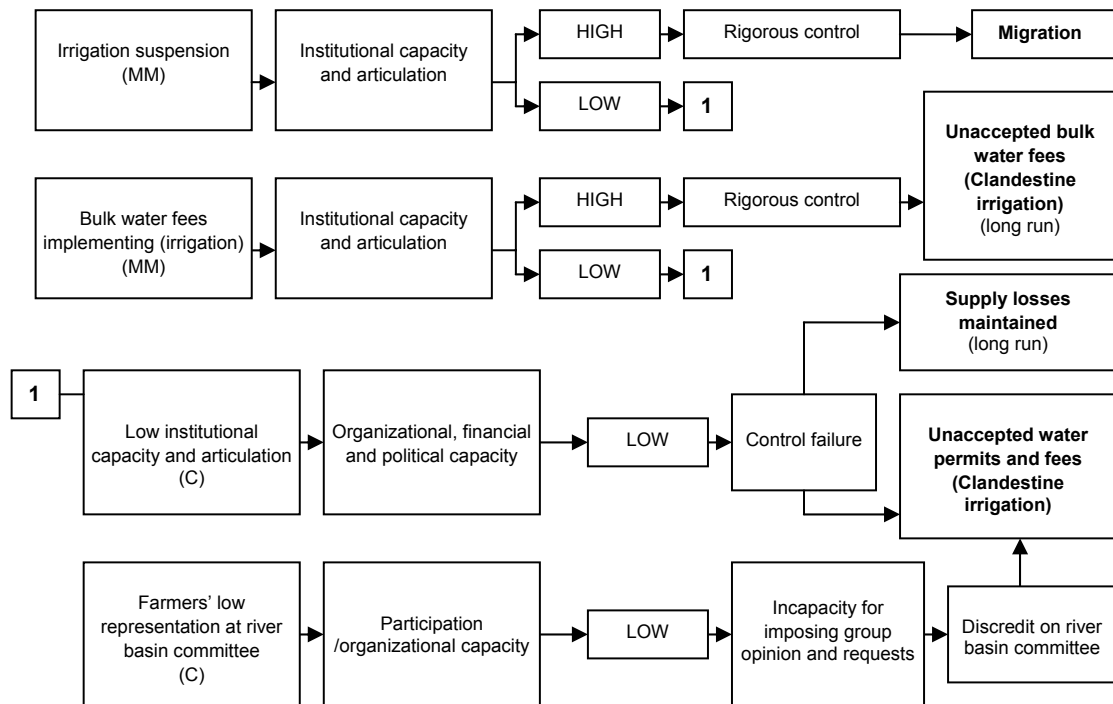 Irrigation suspension
(MM)
Institutional capacity
and articulation
HIGH
Rigorous control
Migration
LOW
1
Bulk water fees
implementing (irrigation)
(MM)
Institutional capacity
and articulation
HIGH
Rigorous control
Unaccepted bulk
water fees
(Clandestine
irrigation)
(long run)
LOW
1
Supply losses
maintained
(long run)
1
Low institutional
capacity and articulation
(C)
Organizational, financial
and political capacity
LOW
Control failure
Unaccepted water
permits and fees
(Clandestine
irrigation)
Farmers' low
representation at river
basin committee
(C)
Participation
/organizational capacity
LOW
Incapacity for
imposing group
opinion and requests
Discredit on river
basin committee